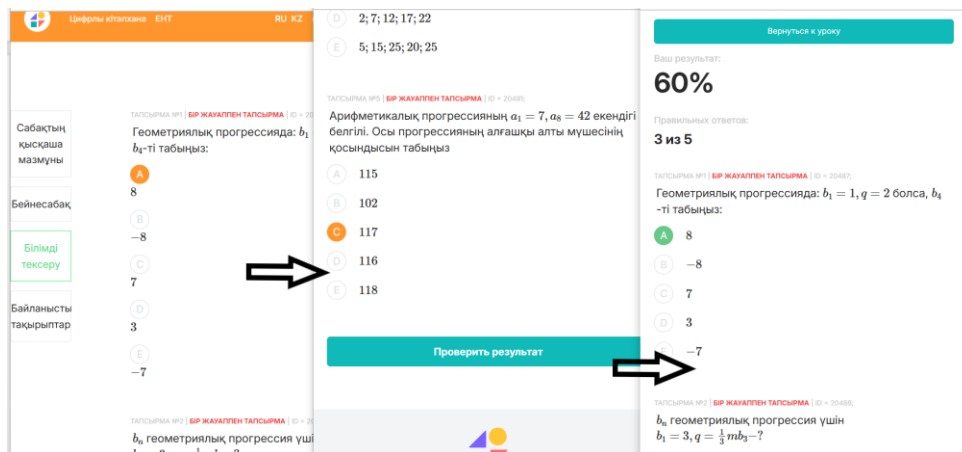 Цифрлы кітапхана ЕНТ RU KZ
Сабақтың
қысқаша
мазмұны
Бейнесабақ
Білімді
тексеру
Байланысты
тақырыптар
ТАПСЫРМА №1 | БІР ЖАУАППЕН ТАПСЫРМА | ID = 20
Геометриялық прогрессияда: b₁
b₄-ті табыңыз:
A
8
B
−8
C
7
D
3
E
−7
ТАПСЫРМА №2 | БІР ЖАУАППЕН ТАПСЫРМА | ID = 20
bₙ геометриялық прогрессия үші
D 2; 7; 12; 17; 22
E 5; 15; 25; 20; 25
ТАПСЫРМА №5 | БІР ЖАУАППЕН ТАПСЫРМА | ID = 20491;
Арифметикалық прогрессияның a₁ = 7, a₈ = 42 екендігі
белгілі. Осы прогрессияның алғашқы алты мүшесінің
қосындысын табыңыз
A 115
B 102
C 117
D 116
E 118
Проверить результат
Вернуться к уроку
Ваш результат:
60%
Правильных ответов:
3 из 5
ТАПСЫРМА №1 | БІР ЖАУАППЕН ТАПСЫРМА | ID = 20487;
Геометриялық прогрессияда: b₁ = 1, q = 2 болса, b₄
-ті табыңыз:
A 8
B −8
C 7
D 3
−7
ТАПСЫРМА №2 | БІР ЖАУАППЕН ТАПСЫРМА | ID = 20488;
bₙ геометриялық прогрессия үшін
b₁ = 3, q = 1/3 mb₃−?